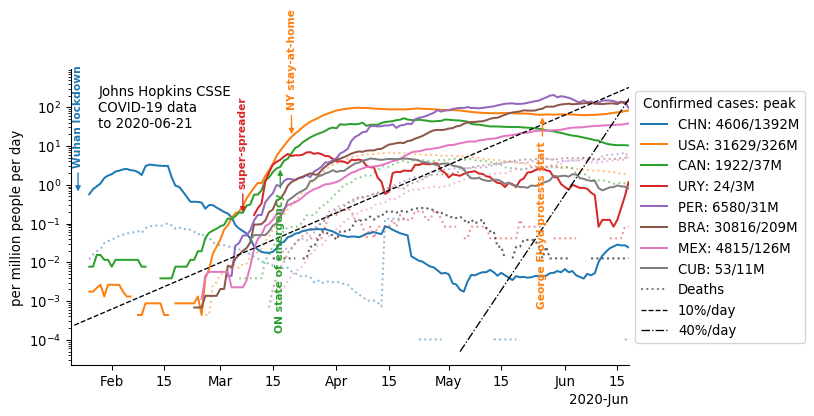 Wuhan lockdown
Johns Hopkins CSSE
COVID-19 data
to 2020-06-21
super-spreader
NY stay-at-home
ON state of emergency
George Floyd protests start
per million people per day
10²
10¹
10⁰
10⁻¹
10⁻²
10⁻³
10⁻⁴
Feb 15 Mar 15 Apr 15 May 15 Jun 15
2020-Jun
Confirmed cases: peak
CHN: 4606/1392M
USA: 31629/326M
CAN: 1922/37M
URY: 24/3M
PER: 6580/31M
BRA: 30816/209M
MEX: 4815/126M
CUB: 53/11M
Deaths
10%/day
40%/day